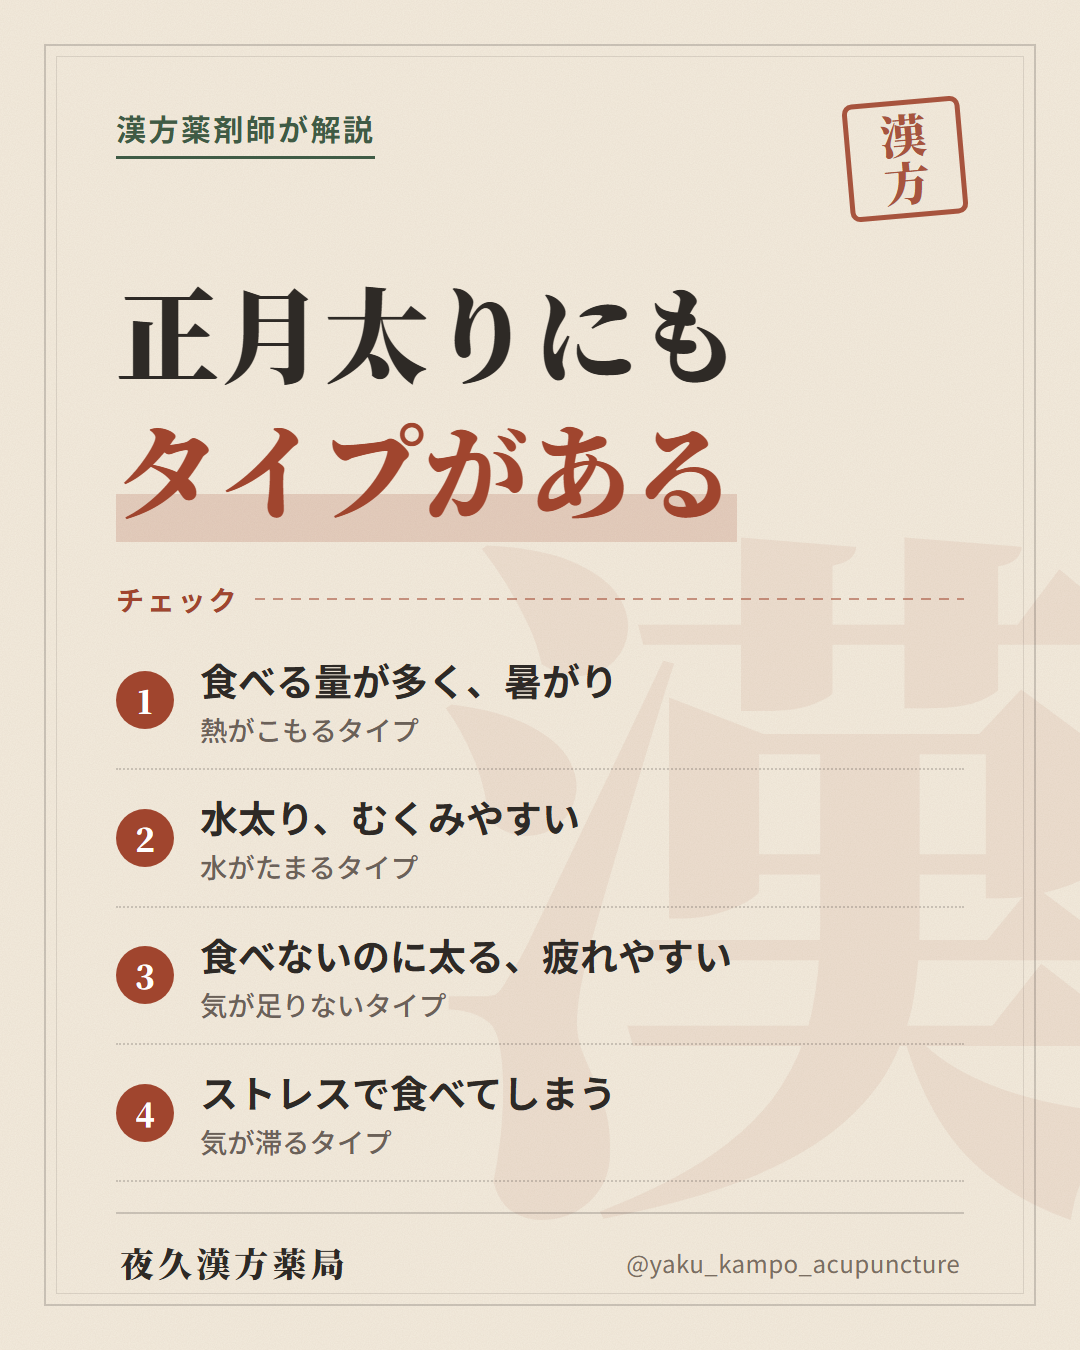 漢方薬剤師が解説
漢
方
正月太りにも
タイプがある
チェック
1
食べる量が多く、暑がり
熱がこもるタイプ
2
水太り、むくみやすい
水がたまるタイプ
3
食べないのに太る、疲れやすい
気が足りないタイプ
4
ストレスで食べてしまう
気が滞るタイプ
漢
夜久漢方薬局
@yaku_kampo_acupuncture